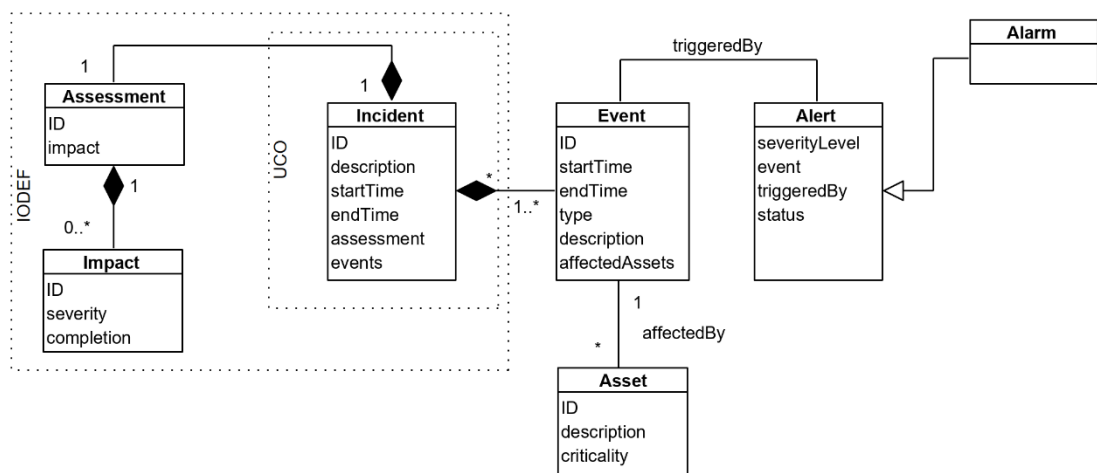 IODEF
1
Assessment
ID
impact
1
0..*
Impact
ID
severity
completion
UCO
1
Incident
ID
description
startTime
endTime
assessment
events
*
1..*
triggeredBy
Event
ID
startTime
endTime
type
description
affectedAssets
1
affectedBy
*
Asset
ID
description
criticality
Alert
severityLevel
event
triggeredBy
status
Alarm